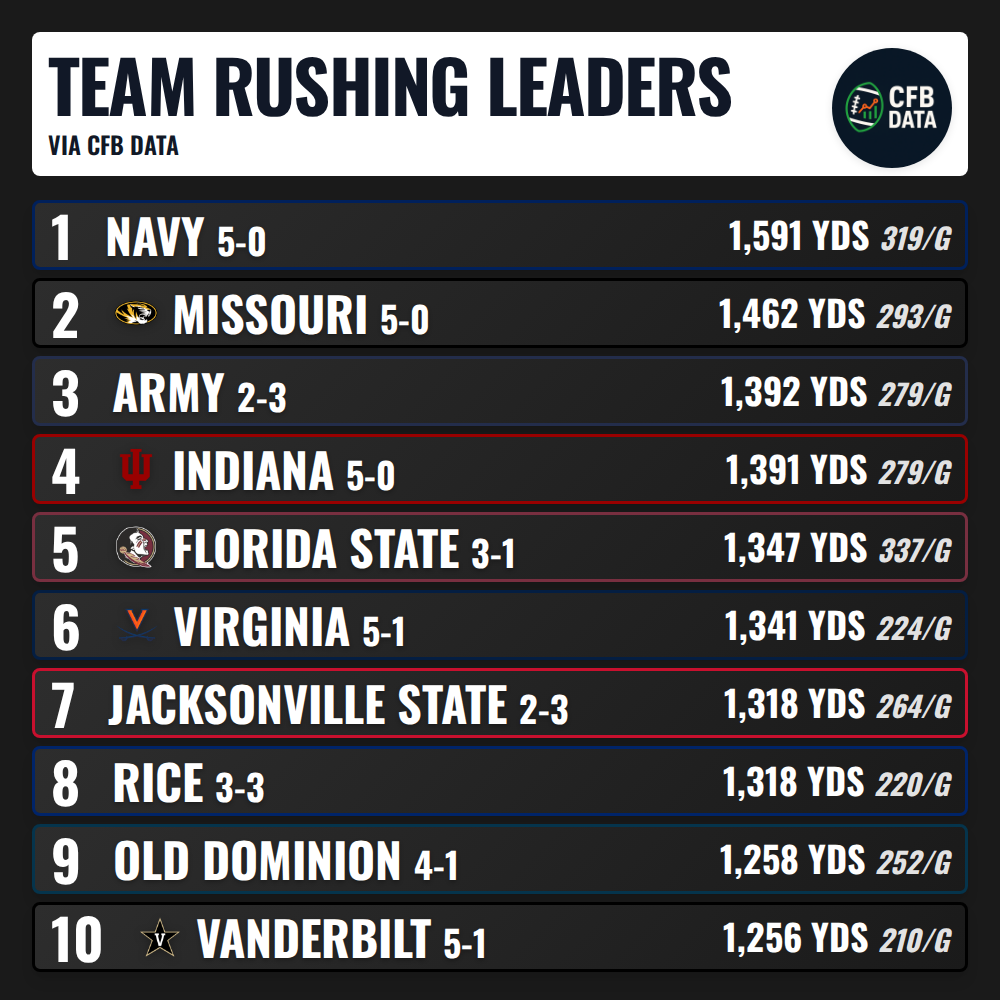 TEAM RUSHING LEADERS
VIA CFB DATA
CFB
DATA
1 NAVY 5-0 1,591 YDS 319/G
2 MISSOURI 5-0 1,462 YDS 293/G
3 ARMY 2-3 1,392 YDS 279/G
4 INDIANA 5-0 1,391 YDS 279/G
5 FLORIDA STATE 3-1 1,347 YDS 337/G
6 VIRGINIA 5-1 1,341 YDS 224/G
7 JACKSONVILLE STATE 2-3 1,318 YDS 264/G
8 RICE 3-3 1,318 YDS 220/G
9 OLD DOMINION 4-1 1,258 YDS 252/G
10 V VANDERBILT 5-1 1,256 YDS 210/G